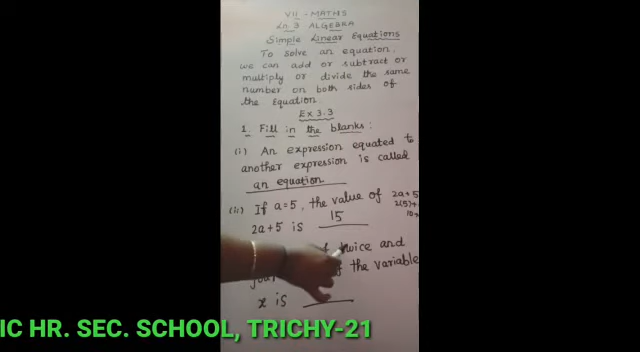 VII - MATHS
Ln.3 ALGEBRA
Simple Linear Equations
To solve an equation,
we can add or subtract or
multiply or divide the same
number on both sides of
the Equation.
Ex 3.3
1. Fill in the blanks:
(i) An expression equated to
another expression is called
an equation
(ii) If a=5, the value of 2a+5
2(5)+
2a+5 is 15
10+
twice and
the variable
x is
IC HR. SEC. SCHOOL, TRICHY-21